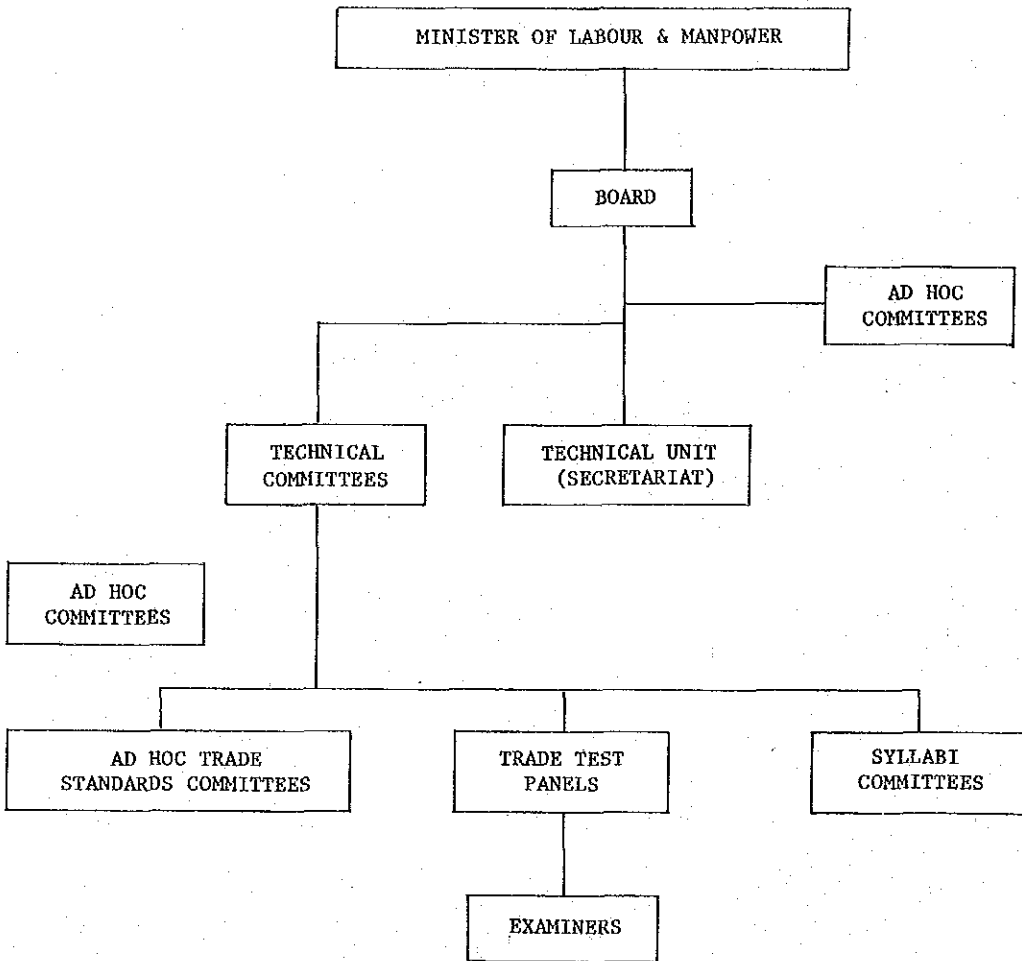 MINISTER OF LABOUR & MANPOWER
BOARD
AD HOC
COMMITTEES
TECHNICAL
COMMITTEES
TECHNICAL UNIT
(SECRETARIAT)
AD HOC
COMMITTEES
AD HOC TRADE
STANDARDS COMMITTEES
TRADE TEST
PANELS
SYLLABI
COMMITTEES
EXAMINERS